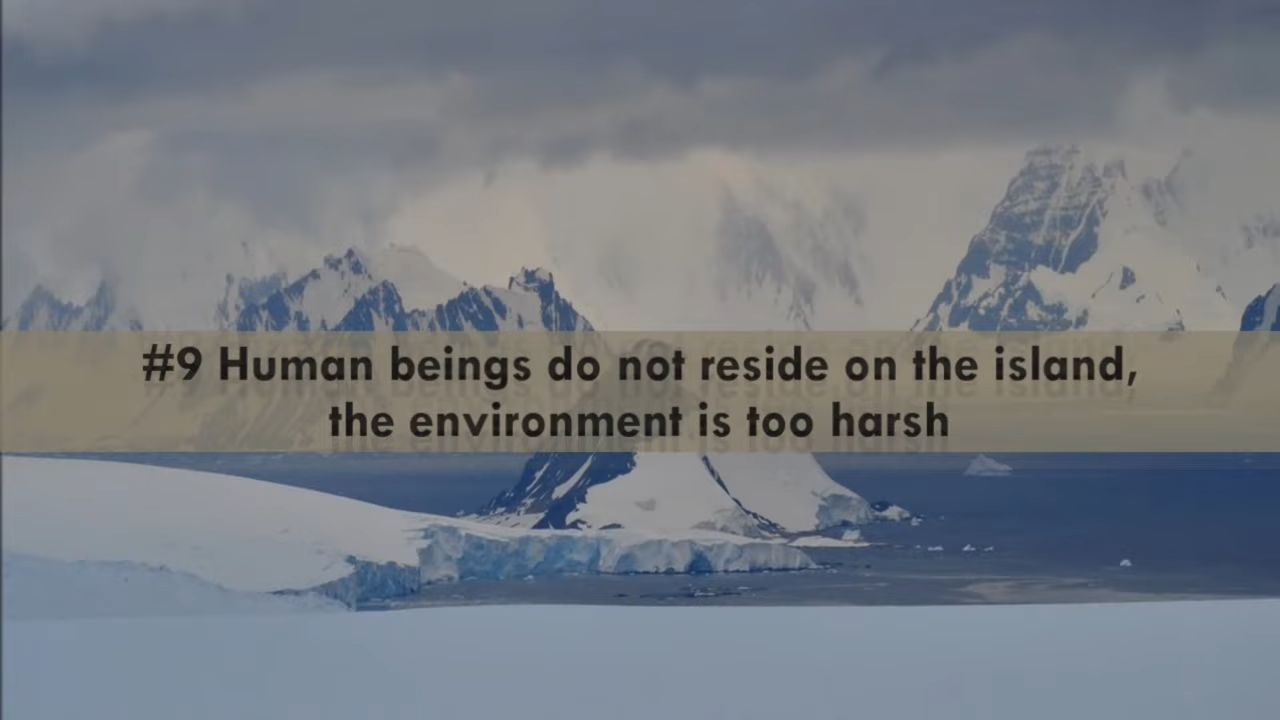 #9 Human beings do not reside on the island,
the environment is too harsh